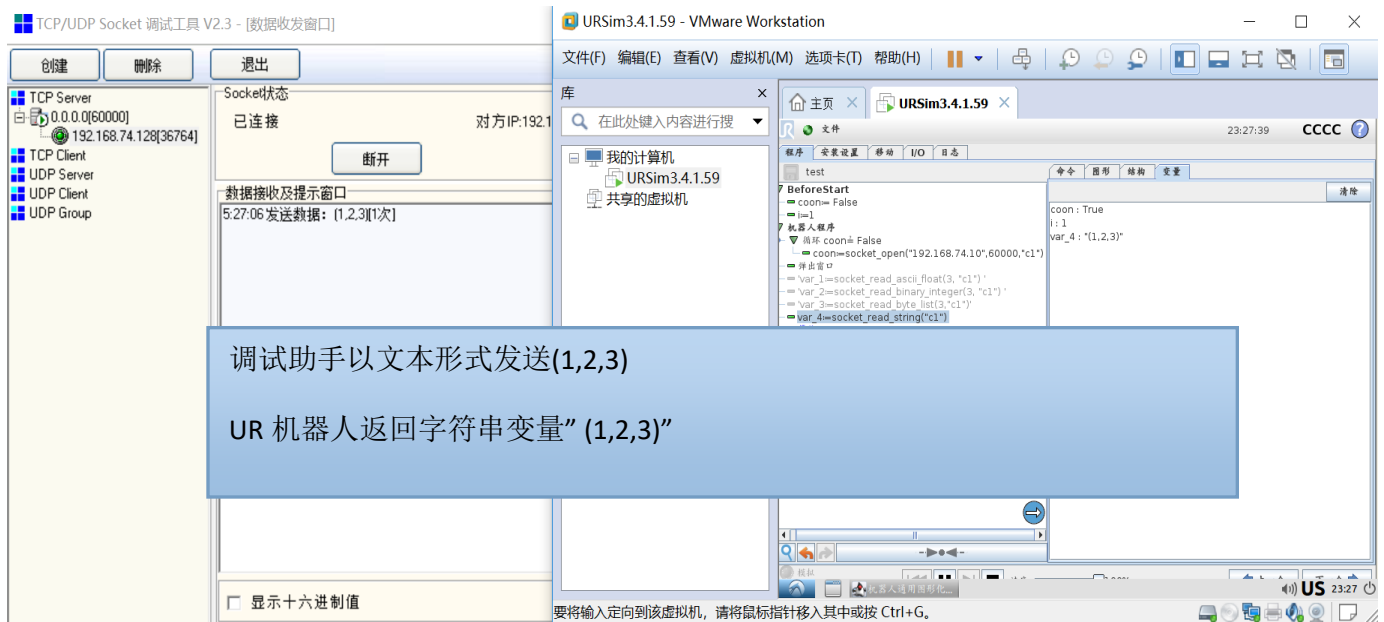 TCP/UDP Socket 调试工具 V2.3 - [数据收发窗口]
创建
删除
退出
TCP Server
0.0.0.0[60000]
192.168.74.128[36764]
TCP Client
UDP Server
UDP Client
UDP Group
Socket状态
已连接
对方IP:192.1
断开
数据接收及提示窗口
5:27:06 发送数据：(1,2,3)[1次]
显示十六进制值
URSim3.4.1.59 - VMware Workstation
文件(F) 编辑(E) 查看(V) 虚拟机(M) 选项卡(T) 帮助(H)
库
在此处键入内容进行搜
我的计算机
URSim3.4.1.59
共享的虚拟机
主页
URSim3.4.1.59
文件
23:27:39
CCCC
程序 安装设置 移动 I/O 日志
test
命令 图形 结构 变量
清除
BeforeStart
coon≔ False
i≔1
机器人程序
循环 coon≟ False
coon≔socket_open("192.168.74.10",60000,"c1")
弹出窗口
'var_1≔socket_read_ascii_float(3, "c1") '
'var_2≔socket_read_binary_integer(3, "c1") '
'var_3≔socket_read_byte_list(3,"c1")'
var_4≔socket_read_string("c1")
coon : True
i : 1
var_4 : "(1,2,3)"
调试助手以文本形式发送(1,2,3)
UR 机器人返回字符串变量” (1,2,3)”
模拟
机器人通用图形化...
US 23:27
要将输入定向到该虚拟机，请将鼠标指针移入其中或按 Ctrl+G。